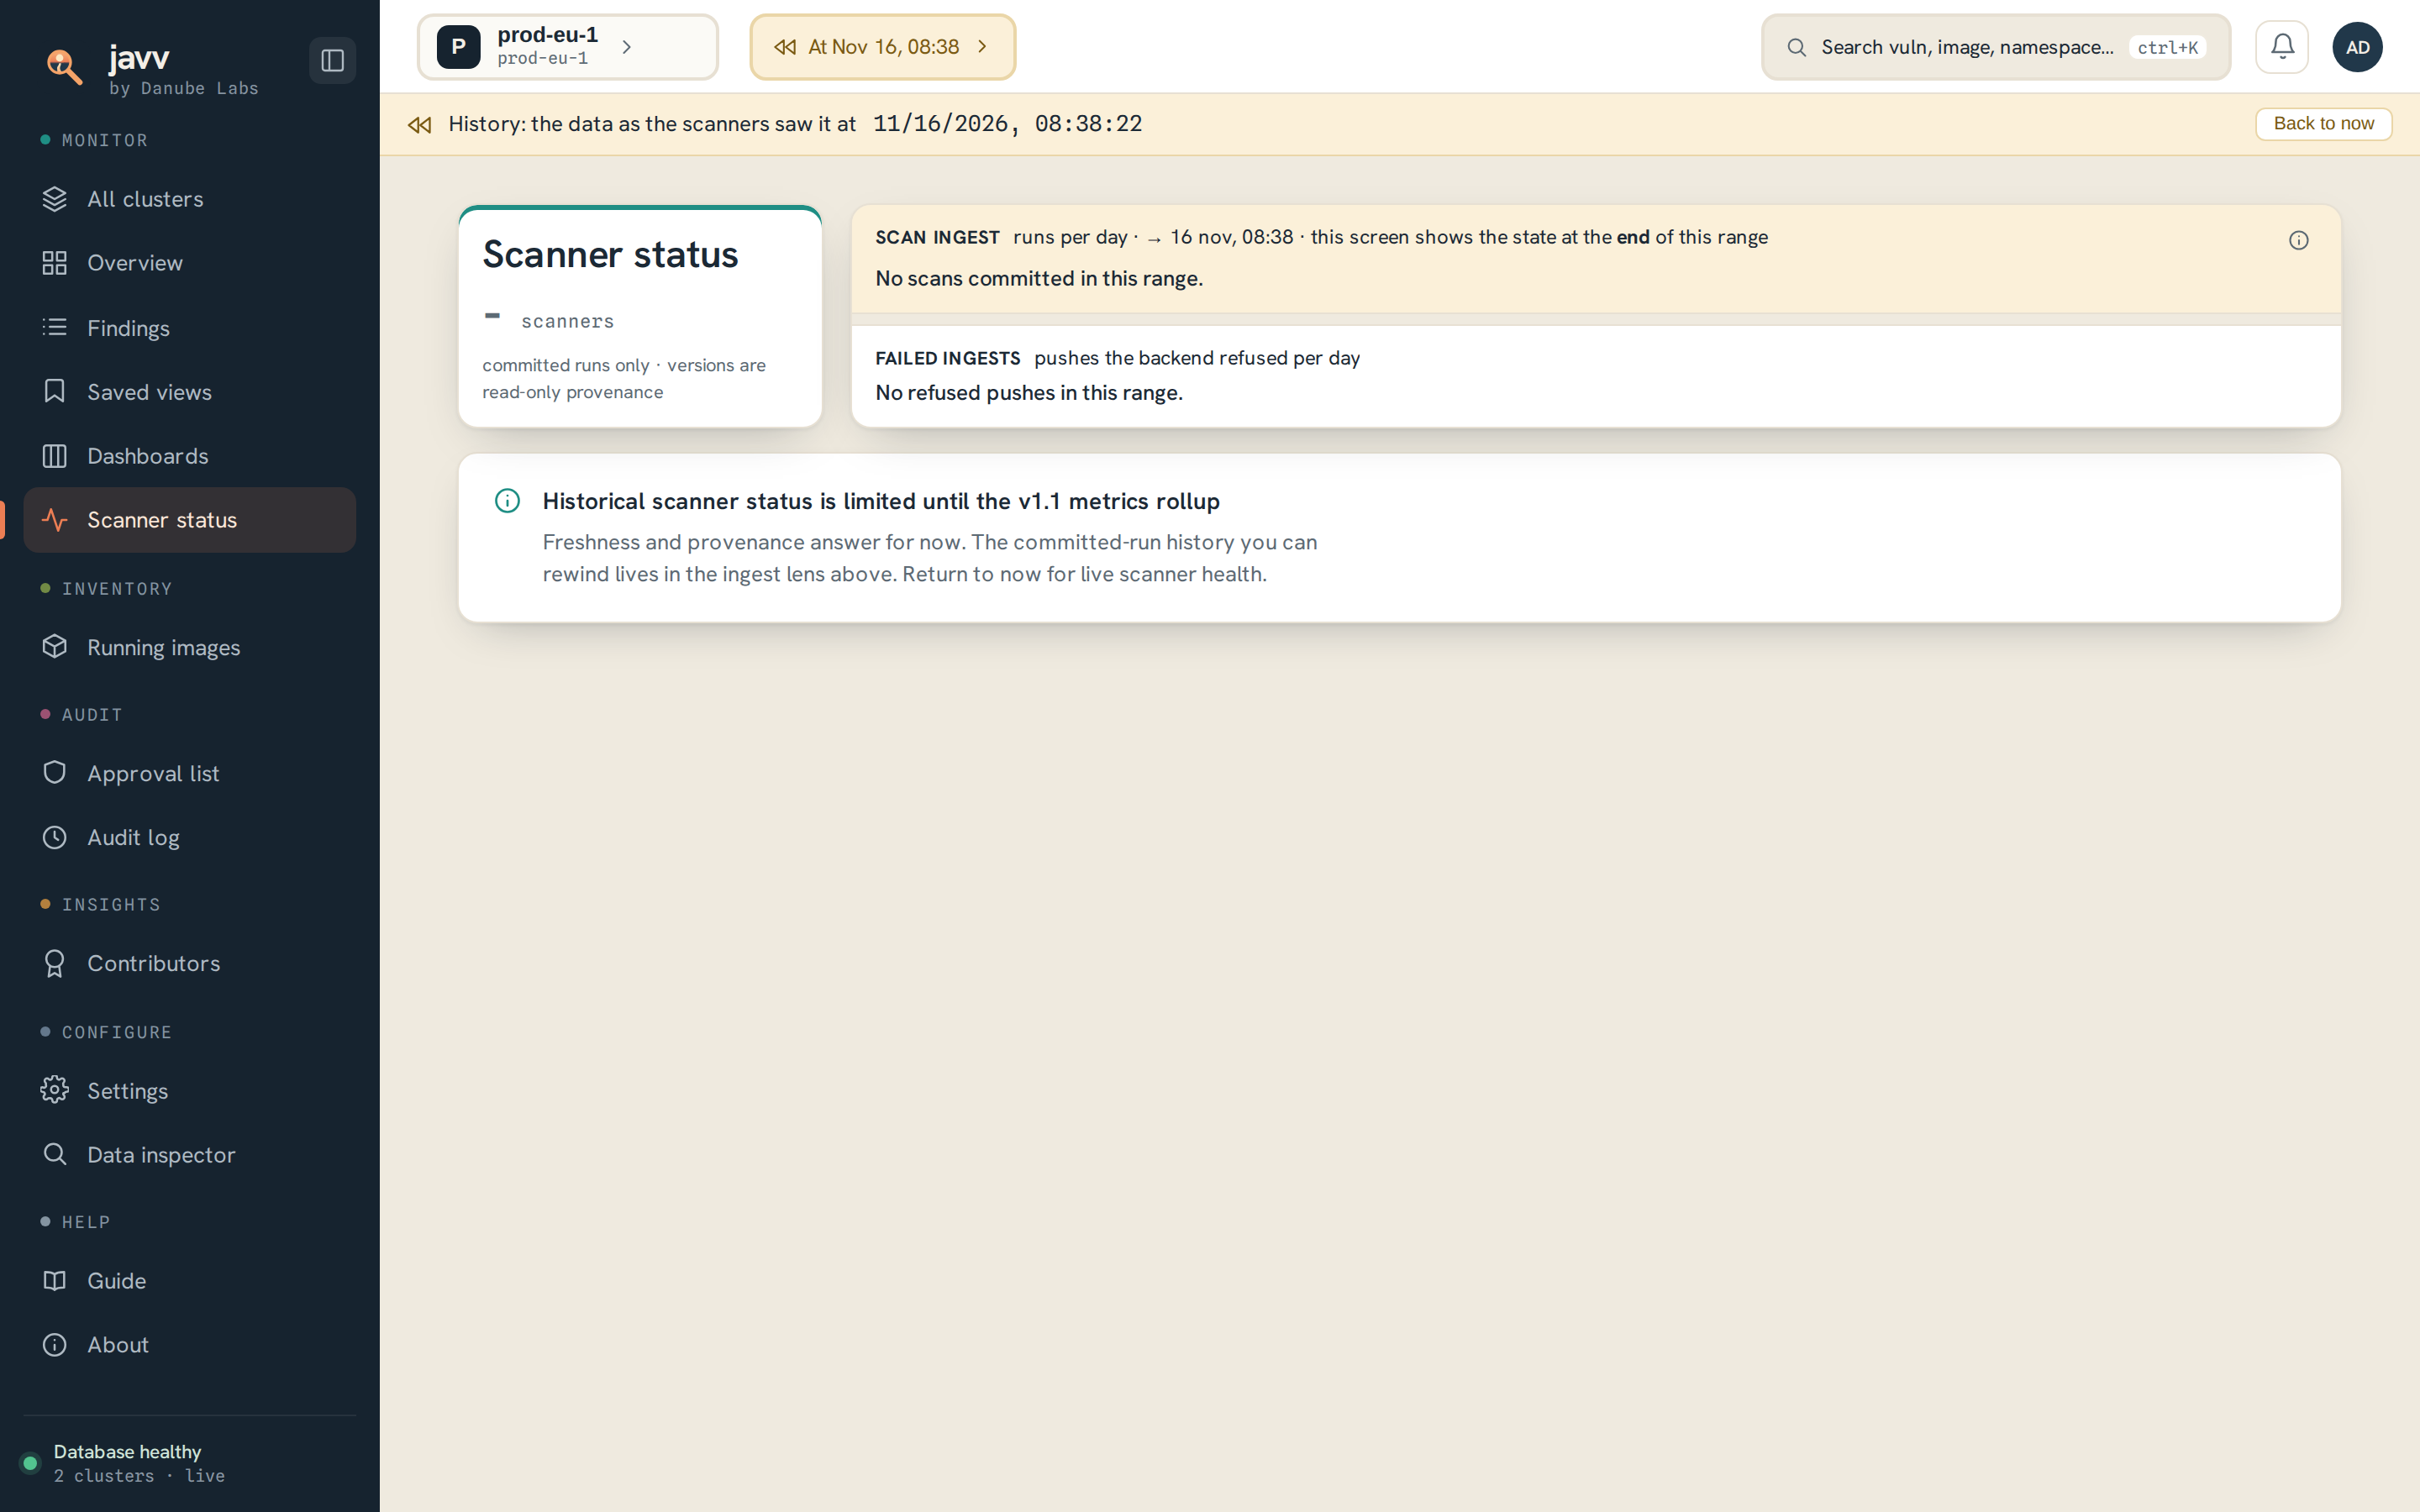 javv
by Danube Labs
MONITOR
All clusters
Overview
Findings
Saved views
Dashboards
Scanner status
INVENTORY
Running images
AUDIT
Approval list
Audit log
INSIGHTS
Contributors
CONFIGURE
Settings
Data inspector
HELP
Guide
About
Database healthy
2 clusters · live
P
prod-eu-1
prod-eu-1
At Nov 16, 08:38
Search vuln, image, namespace...
ctrl+K
AD
History: the data as the scanners saw it at 11/16/2026, 08:38:22
Back to now
Scanner status
- scanners
committed runs only · versions are
read-only provenance
SCAN INGEST runs per day · → 16 nov, 08:38 · this screen shows the state at the end of this range
No scans committed in this range.
FAILED INGESTS pushes the backend refused per day
No refused pushes in this range.
Historical scanner status is limited until the v1.1 metrics rollup
Freshness and provenance answer for now. The committed-run history you can
rewind lives in the ingest lens above. Return to now for live scanner health.